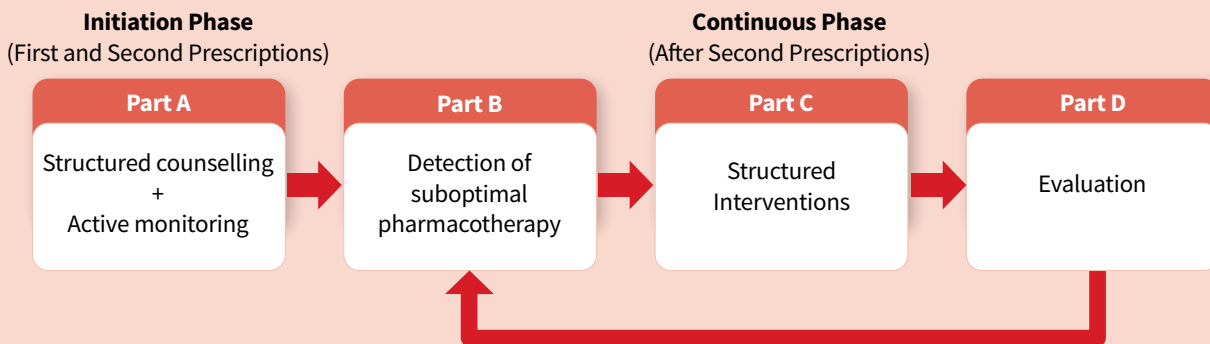 Initiation Phase
(First and Second Prescriptions)
Continuous Phase
(After Second Prescriptions)
Part A
Structured counselling
+
Active monitoring
Part B
Detection of
suboptimal
pharmacotherapy
Part C
Structured
Interventions
Part D
Evaluation